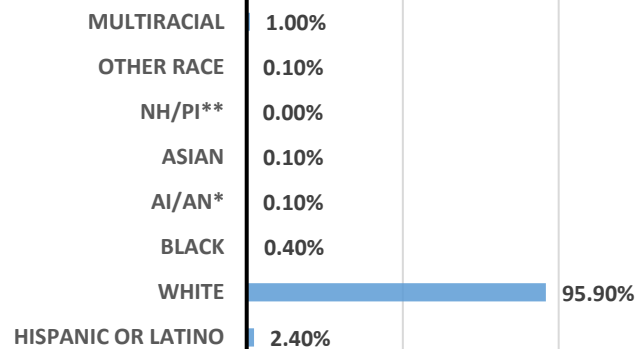 MULTIRACIAL 1.00%
OTHER RACE 0.10%
NH/PI** 0.00%
ASIAN 0.10%
AI/AN* 0.10%
BLACK 0.40%
WHITE 95.90%
HISPANIC OR LATINO 2.40%